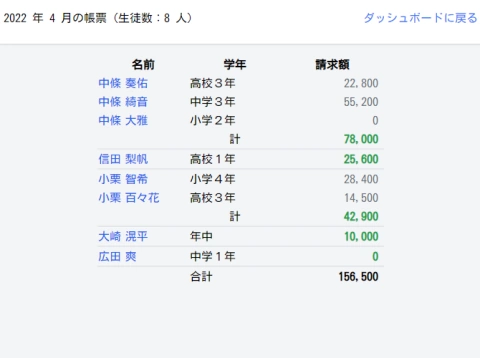 2022 年 4 月の帳票（生徒数：8 人） ダッシュボードに戻る
名前 学年 請求額
中條 奏佑 高校３年 22,800
中條 綺音 中学３年 55,200
中條 大雅 小学２年 0
計 78,000
信田 梨帆 高校１年 25,600
小栗 智希 小学４年 28,400
小栗 百々花 高校３年 14,500
計 42,900
大崎 滉平 年中 10,000
広田 爽 中学１年 0
合計 156,500